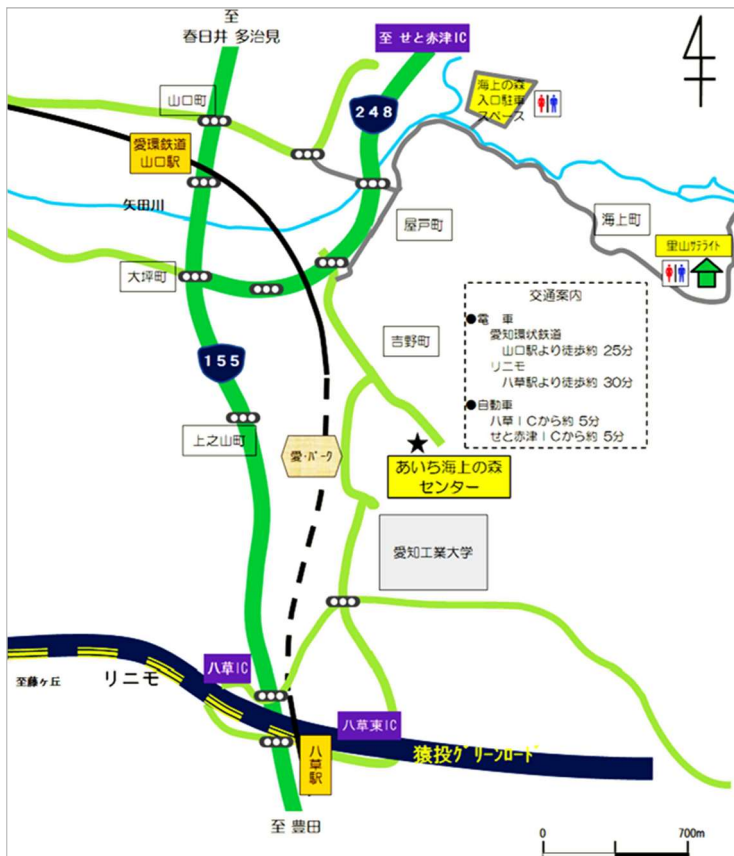 至
春日井 多治見
至 せと赤津IC
山口町
248
海上の森
入口駐車
スペース
愛環鉄道
山口駅
矢田川
屋戸町
海上町
里山ｻﾃﾗｲﾄ
大坪町
交通案内
●電　車
愛知環状鉄道
山口駅より徒歩約 25分
リニモ
八草駅より徒歩約 30分
●自動車
八草ＩＣから約 5分
せと赤津ＩＣから約 5分
吉野町
155
上之山町
愛・ﾊﾟｰｸ
★
あいち海上の森
センター
愛知工業大学
八草IC
至藤ヶ丘
リニモ
八草東IC
八草駅
猿投ｸﾞﾘｰﾝﾛｰﾄﾞ
至 豊田
0
700m